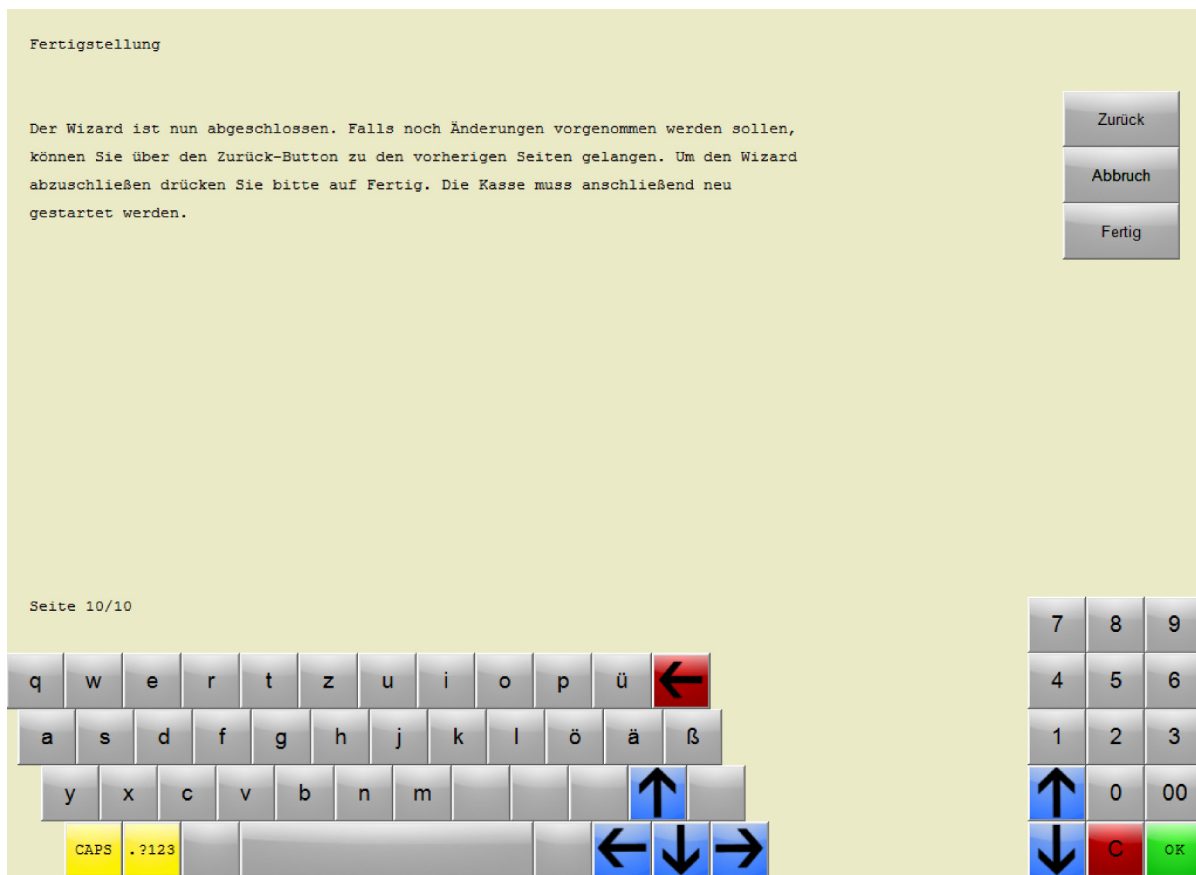 Fertigstellung
Der Wizard ist nun abgeschlossen. Falls noch Änderungen vorgenommen werden sollen,
können Sie über den Zurück-Button zu den vorherigen Seiten gelangen. Um den Wizard
abzuschließen drücken Sie bitte auf Fertig. Die Kasse muss anschließend neu
gestartet werden.
Zurück
Abbruch
Fertig
Seite 10/10
q w e r t z u i o p ü
a s d f g h j k l ö ä ß
y x c v b n m
CAPS .?123
7 8 9
4 5 6
1 2 3
0 00
C OK